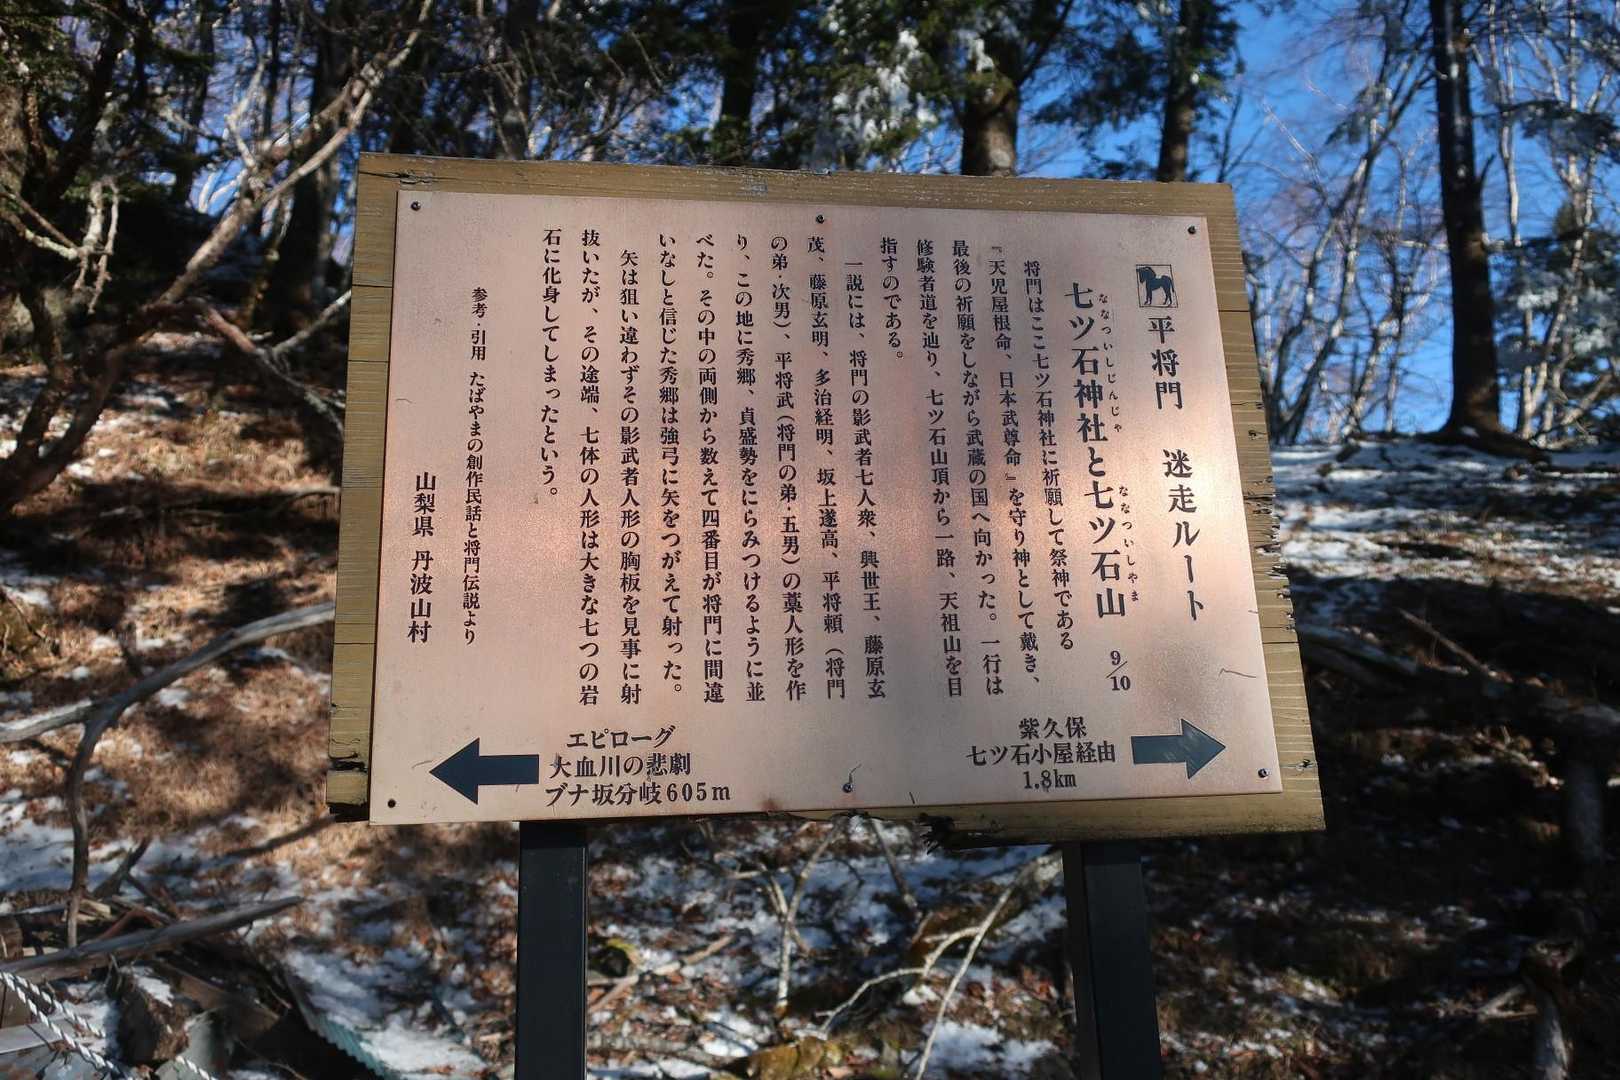 平将門 迷走ルート
ななついしじんじゃ ななついしやま
七ツ石神社と七ツ石山 9/10
将門はここ七ツ石神社に祈願して祭神である
『天児屋根命、日本武尊命』を守り神として戴き、
最後の祈願をしながら武蔵の国へ向かった。一行は
修験者道を辿り、七ツ石山頂から一路、天祖山を目
指すのである。
一説には、将門の影武者七人衆、興世王、藤原玄
茂、藤原玄明、多治経明、坂上遂高、平将頼（将門
の弟・次男）、平将武（将門の弟・五男）の藁人形を作
り、この地に秀郷、貞盛勢をにらみつけるように並
べた。その中の両側から数えて四番目が将門に間違
いなしと信じた秀郷は強弓に矢をつがえて射った。
矢は狙い違わずその影武者人形の胸板を見事に射
抜いたが、その途端、七体の人形は大きな七つの岩
石に化身してしまったという。
参考・引用 たばやまの創作民話と将門伝説より
山梨県 丹波山村
紫久保
七ツ石小屋経由
1.8km
エピローグ
大血川の悲劇
ブナ坂分岐605m